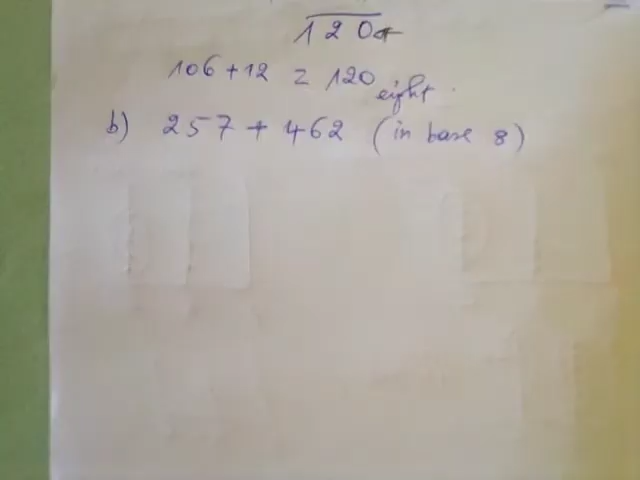 120
106 + 12 = 120 eight.
b) 257 + 462 (in base 8)